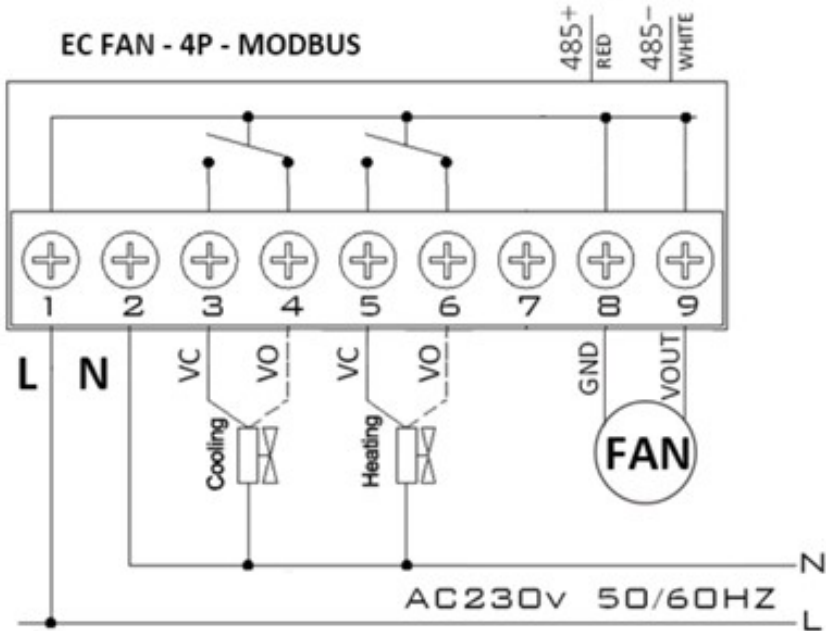 EC FAN - 4P - MODBUS
485+
RED
485-
WHITE
1 2 3 4 5 6 7 8 9
L N
VC
VO
VC
VO
GND
VOUT
Cooling
Heating
FAN
N
AC230v 50/60HZ
L